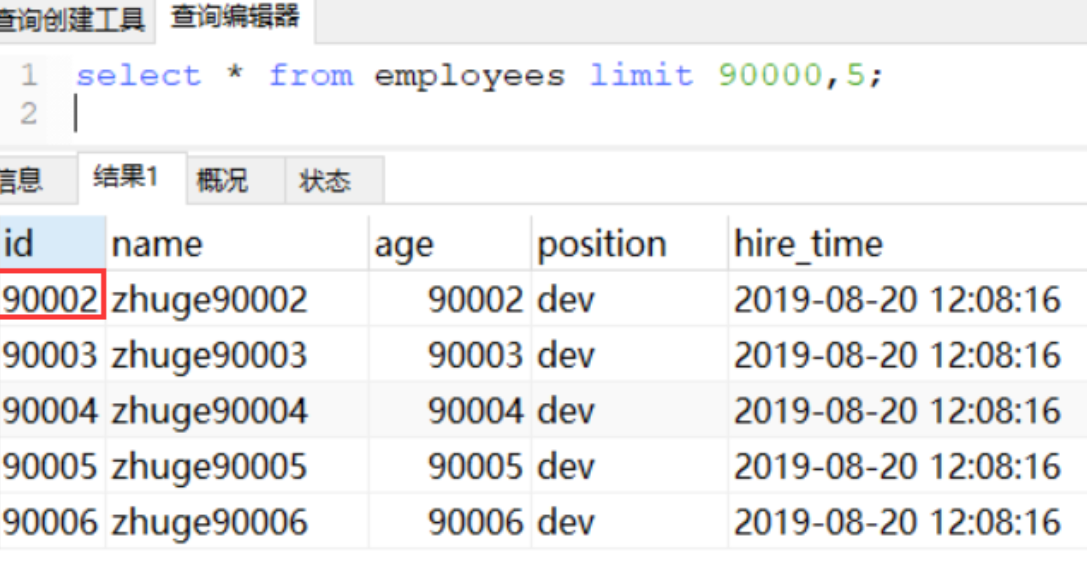 查询创建工具 查询编辑器
1 select * from employees limit 90000,5;
2
信息 结果1 概况 状态
id name age position hire_time
90002 zhuge90002 90002 dev 2019-08-20 12:08:16
90003 zhuge90003 90003 dev 2019-08-20 12:08:16
90004 zhuge90004 90004 dev 2019-08-20 12:08:16
90005 zhuge90005 90005 dev 2019-08-20 12:08:16
90006 zhuge90006 90006 dev 2019-08-20 12:08:16